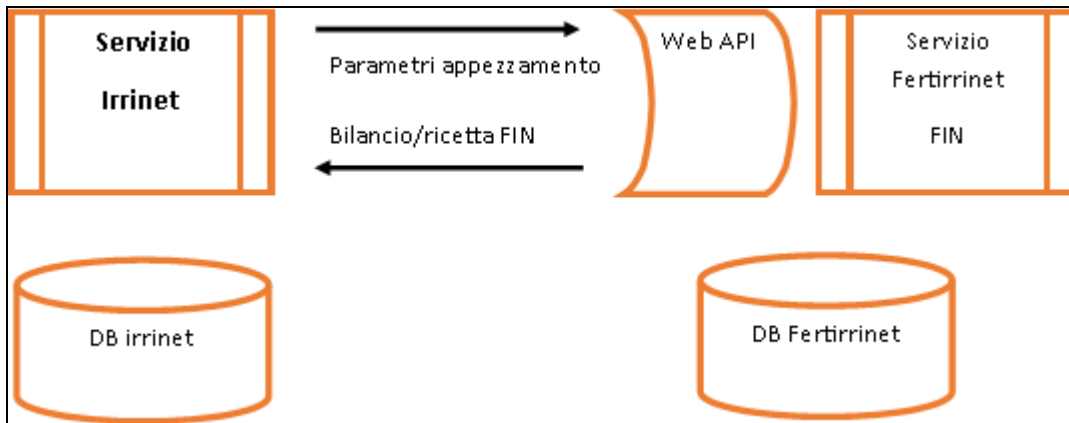 Servizio
Irrinet
Parametri appezzamento
Bilancio/ricetta FIN
Web API
Servizio
Fertirrinet
FIN
DB irrinet
DB Fertirrinet